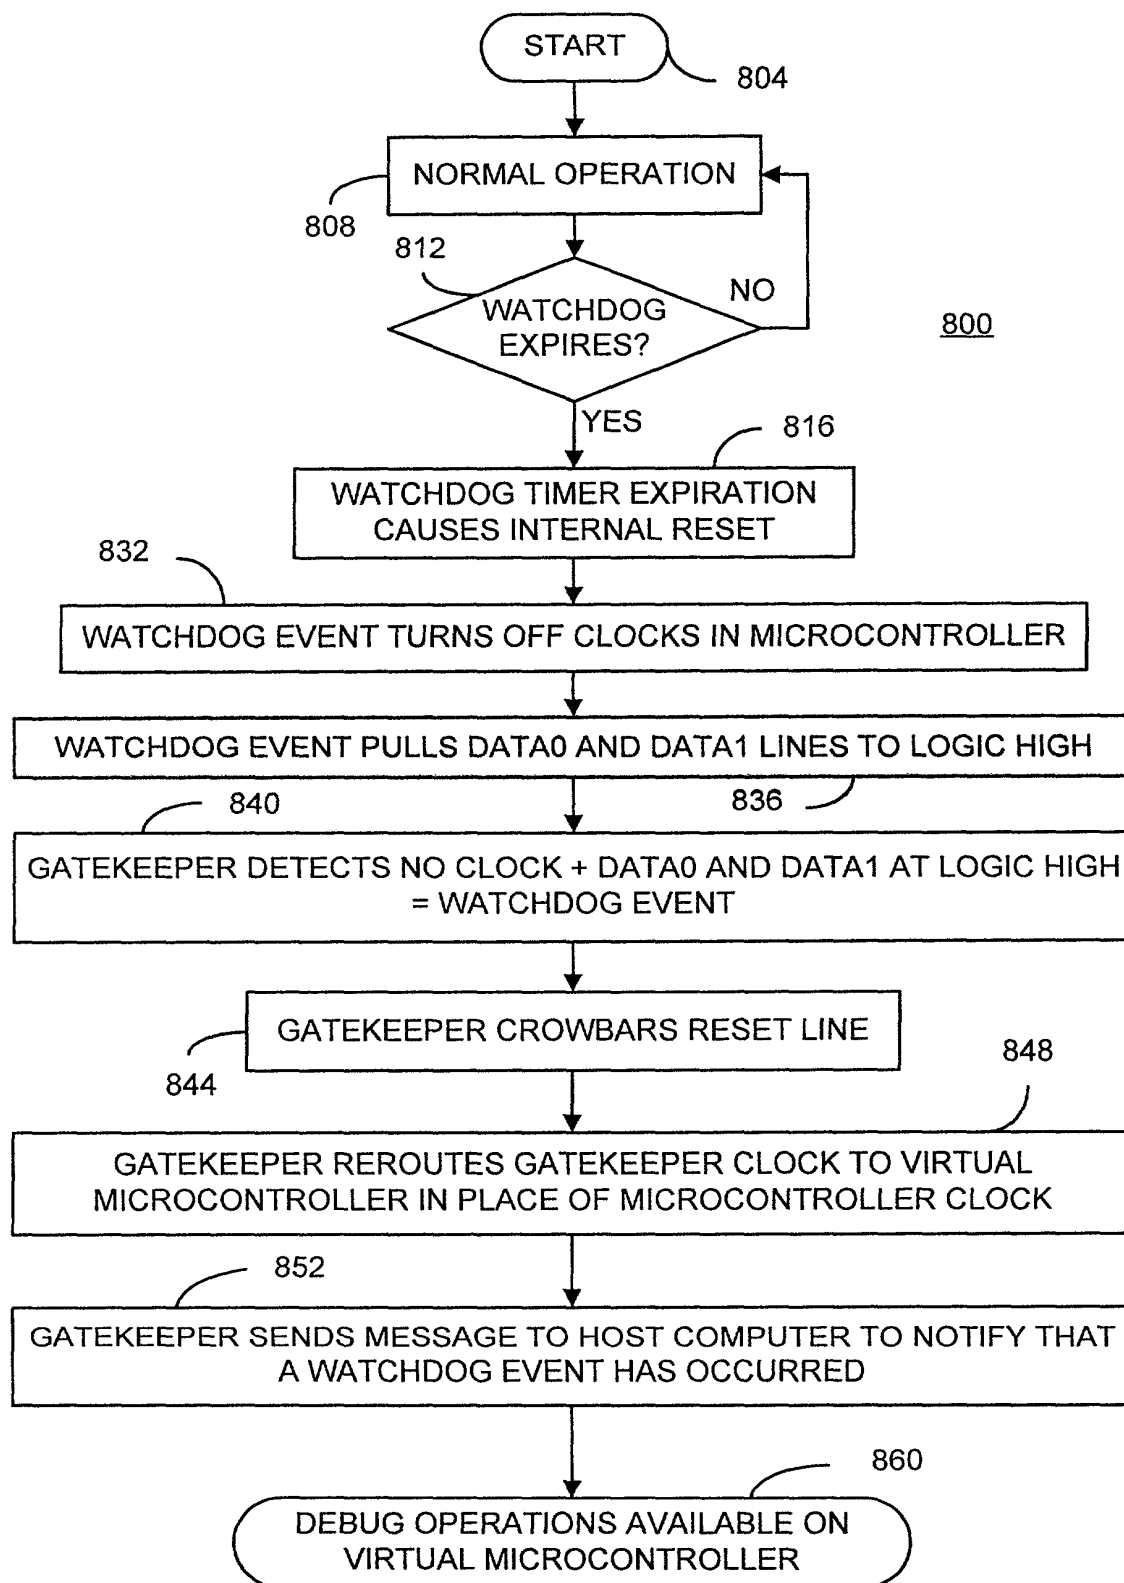 START
804
NORMAL OPERATION
808
812
WATCHDOG
EXPIRES?
NO
800
YES
816
WATCHDOG TIMER EXPIRATION
CAUSES INTERNAL RESET
832
WATCHDOG EVENT TURNS OFF CLOCKS IN MICROCONTROLLER
WATCHDOG EVENT PULLS DATA0 AND DATA1 LINES TO LOGIC HIGH
836
840
GATEKEEPER DETECTS NO CLOCK + DATA0 AND DATA1 AT LOGIC HIGH
= WATCHDOG EVENT
GATEKEEPER CROWBARS RESET LINE
844
848
GATEKEEPER REROUTES GATEKEEPER CLOCK TO VIRTUAL
MICROCONTROLLER IN PLACE OF MICROCONTROLLER CLOCK
852
GATEKEEPER SENDS MESSAGE TO HOST COMPUTER TO NOTIFY THAT
A WATCHDOG EVENT HAS OCCURRED
860
DEBUG OPERATIONS AVAILABLE ON
VIRTUAL MICROCONTROLLER